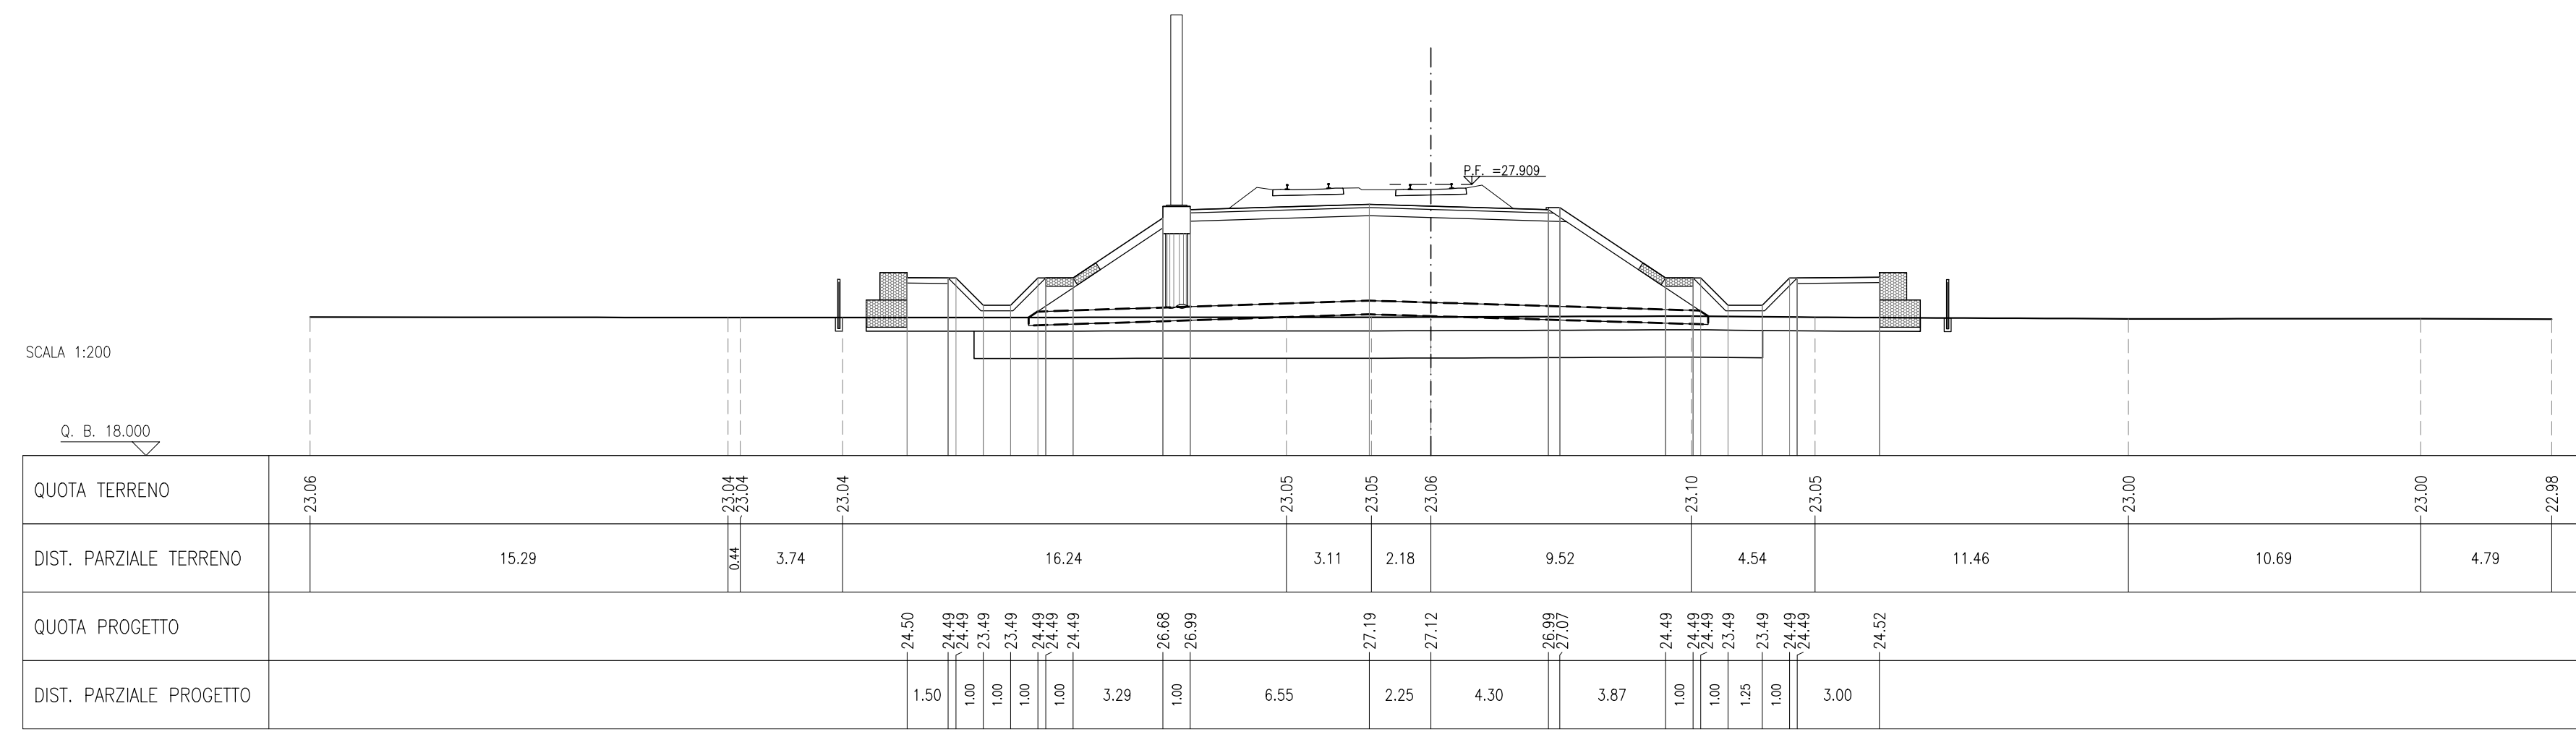 P.F. =27.909
SCALA 1:200
Q. B. 18.000
QUOTA TERRENO 23.06 23.04 23.04 23.04 23.05 23.05 23.06 23.10 23.05 23.00 23.00 22.98
DIST. PARZIALE TERRENO 15.29 0.44 3.74 16.24 3.11 2.18 9.52 4.54 11.46 10.69 4.79
QUOTA PROGETTO 24.50 24.49 24.49 23.49 23.49 24.49 24.49 24.49 26.68 26.99 27.19 27.12 26.99 27.07 24.49 24.49 24.49 23.49 23.49 24.49 24.49 24.52
DIST. PARZIALE PROGETTO 1.50 1.00 1.00 1.00 1.00 3.29 1.00 6.55 2.25 4.30 3.87 1.00 1.00 1.25 1.00 3.00